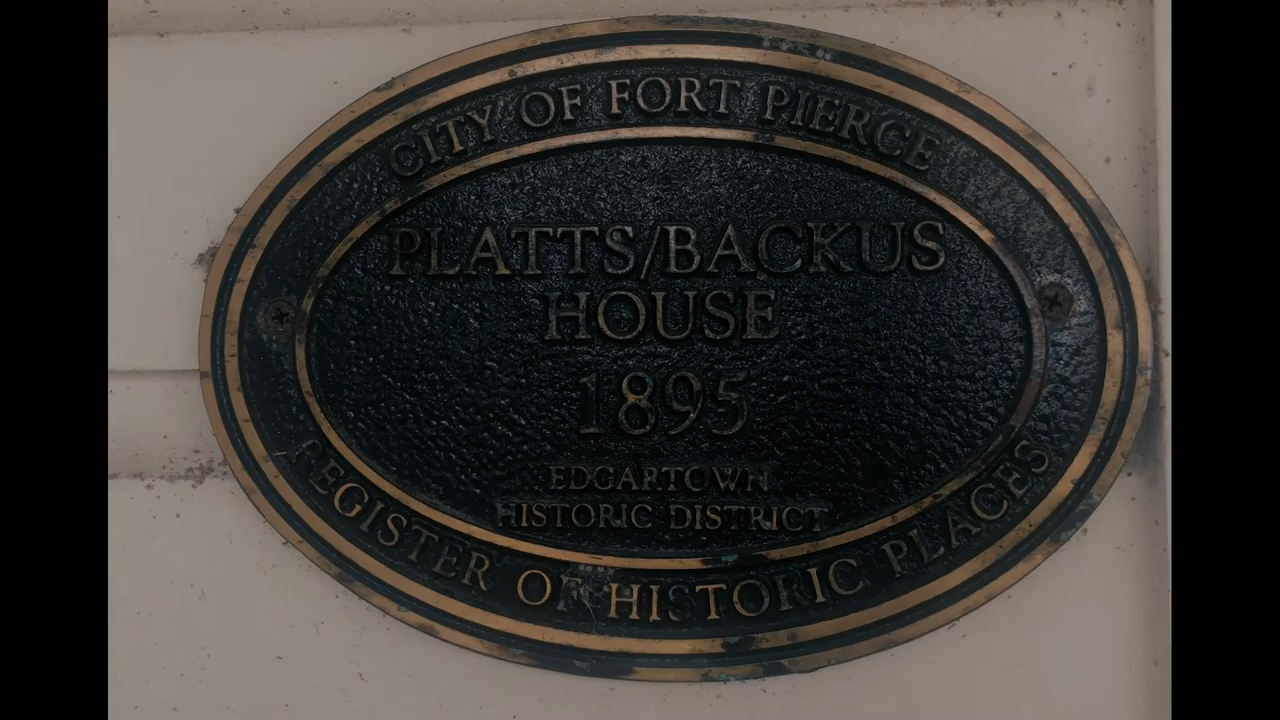 CITY OF FORT PIERCE
PLATTS/BACKUS
HOUSE
1895
EDGARTOWN
HISTORIC DISTRICT
REGISTER OF HISTORIC PLACES